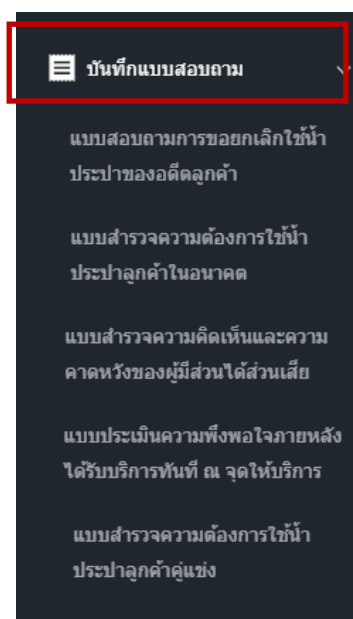 บันทึกแบบสอบถาม
แบบสอบถามการขอยกเลิกใช้น้ำ
ประปาของอดีตลูกค้า
แบบสำรวจความต้องการใช้น้ำ
ประปาลูกค้าในอนาคต
แบบสำรวจความคิดเห็นและความ
คาดหวังของผู้มีส่วนได้ส่วนเสีย
แบบประเมินความพึงพอใจภายหลัง
ได้รับบริการทันที ณ จุดให้บริการ
แบบสำรวจความต้องการใช้น้ำ
ประปาลูกค้าคู่แข่ง